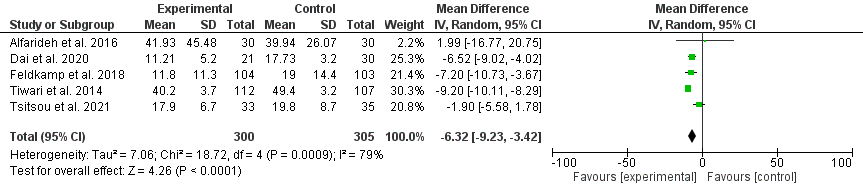 Experimental Control Mean Difference Mean Difference
Study or Subgroup Mean SD Total Mean SD Total Weight IV, Random, 95% CI IV, Random, 95% CI
Alfarideh et al. 2016 41.93 45.48 30 39.94 26.07 30 2.2% 1.99 [-16.77, 20.75]
Dai et al. 2020 11.21 5.2 21 17.73 3.2 30 25.3% -6.52 [-9.02, -4.02]
Feldkamp et al. 2018 11.8 11.3 104 19 14.4 103 21.3% -7.20 [-10.73, -3.67]
Tiwari et al. 2014 40.2 3.7 112 49.4 3.2 107 30.3% -9.20 [-10.11, -8.29]
Tsitsou et al. 2021 17.9 6.7 33 19.8 8.7 35 20.8% -1.90 [-5.58, 1.78]
Total (95% CI) 300 305 100.0% -6.32 [-9.23, -3.42]
Heterogeneity: Tau² = 7.06; Chi² = 18.72, df = 4 (P = 0.0009); I² = 79%
Test for overall effect: Z = 4.26 (P < 0.0001)
-100 -50 0 50 100
Favours [experimental] Favours [control]